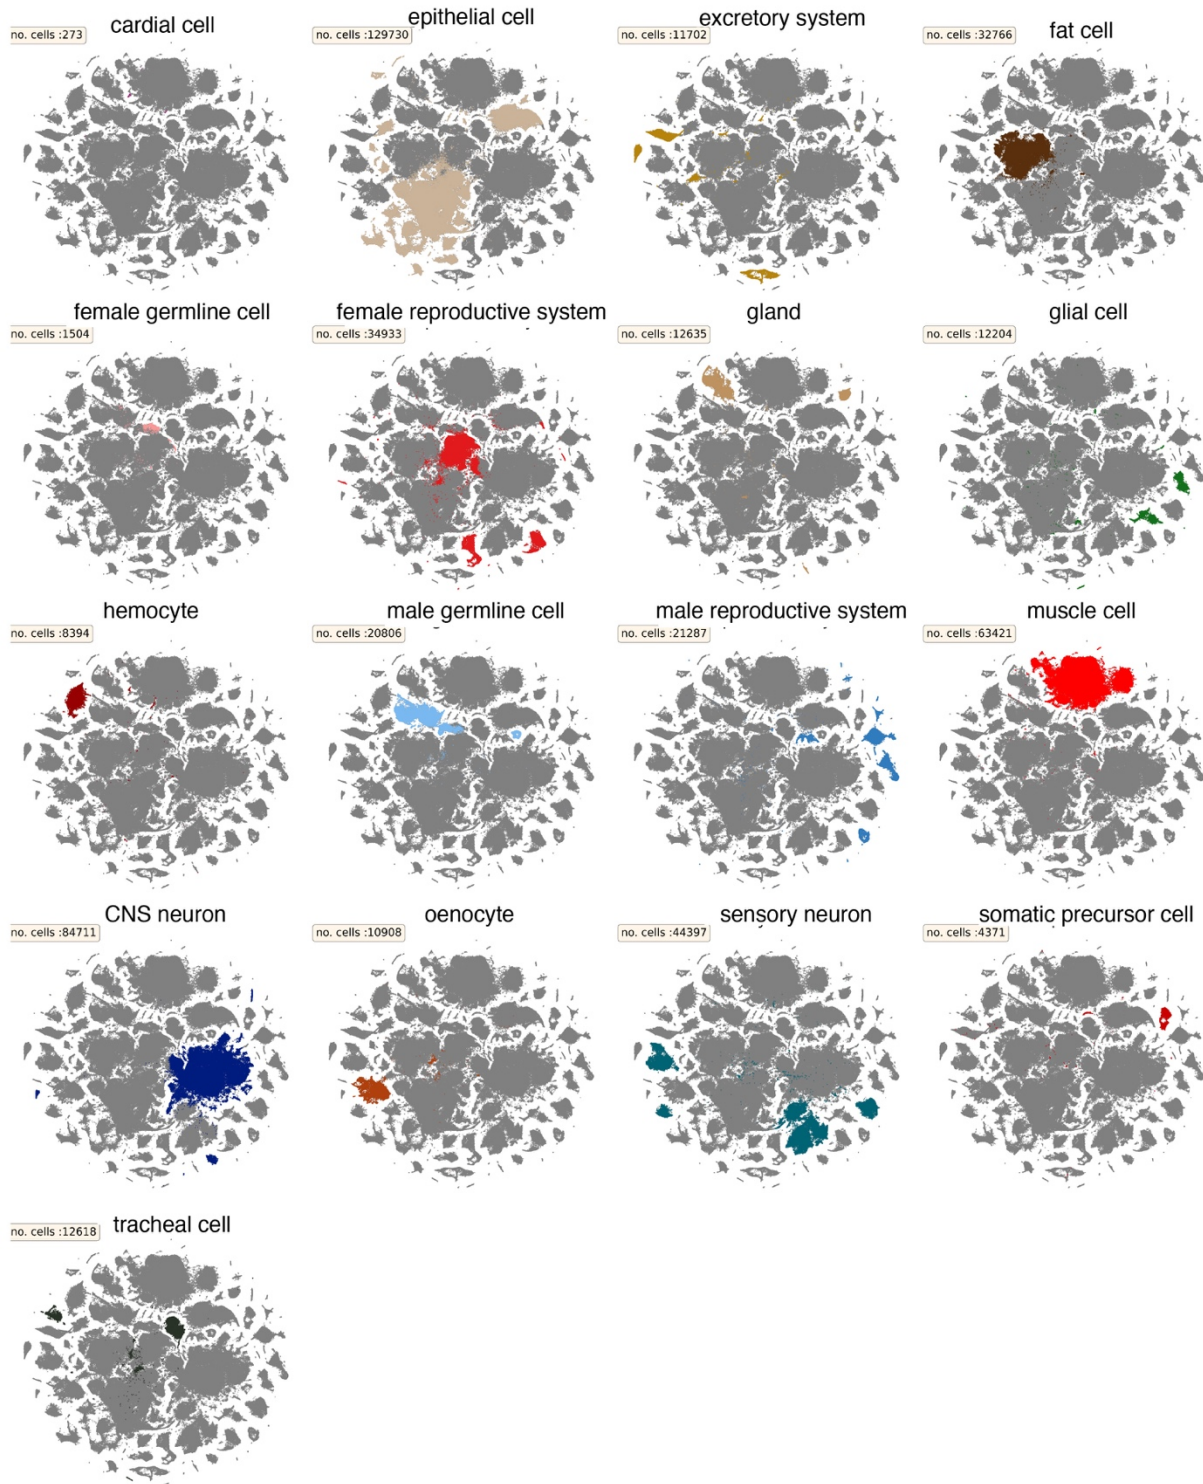 cardial cell
no. cells :273
epithelial cell
no. cells :129730
excretory system
no. cells :11702
fat cell
no. cells :32766
female germline cell
no. cells :1504
female reproductive system
no. cells :34933
gland
no. cells :12635
glial cell
no. cells :12204
hemocyte
no. cells :8394
male germline cell
no. cells :20806
male reproductive system
no. cells :21287
muscle cell
no. cells :63421
CNS neuron
no. cells :84711
oenocyte
no. cells :10908
sensory neuron
no. cells :44397
somatic precursor cell
no. cells :4371
tracheal cell
no. cells :12618